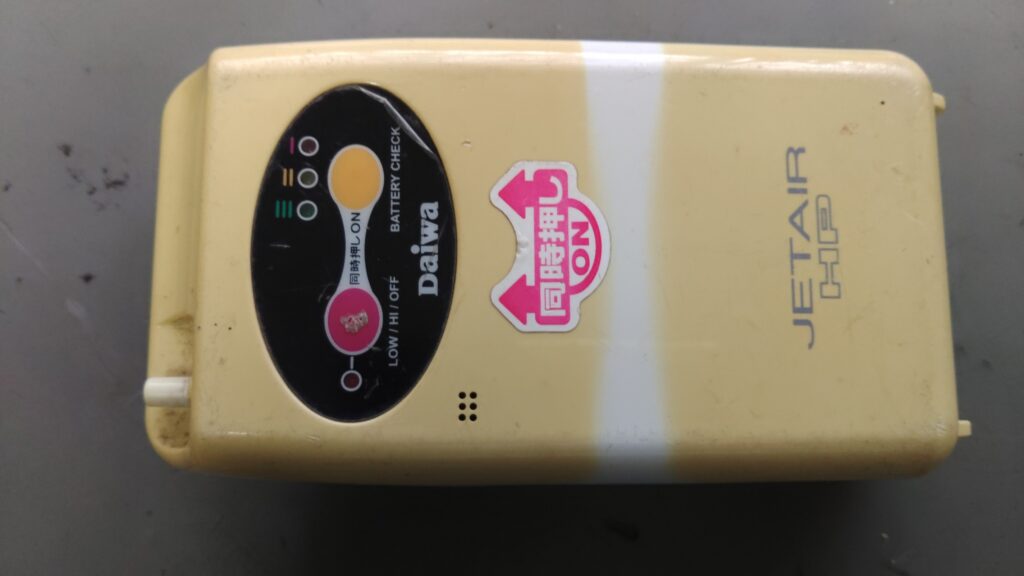 BATTERY CHECK
同時押しON
LOW / HI / OFF
Daiwa
同時押し
ON
JETAIR
HP